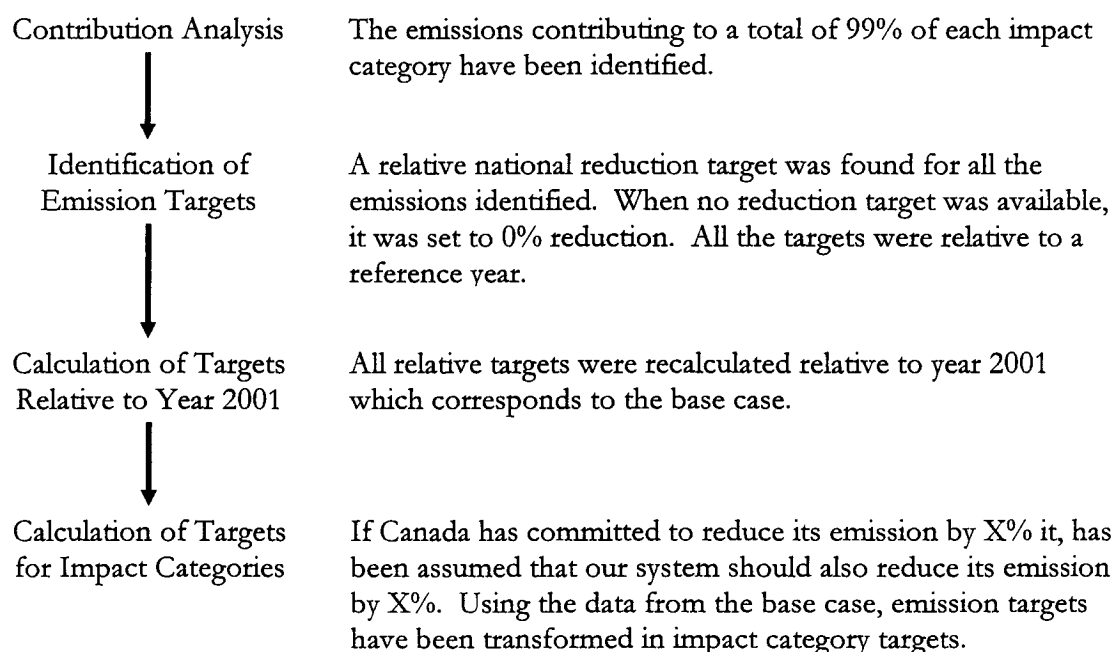 Contribution Analysis
The emissions contributing to a total of 99% of each impact
category have been identified.
Identification of
Emission Targets
A relative national reduction target was found for all the
emissions identified. When no reduction target was available,
it was set to 0% reduction. All the targets were relative to a
reference year.
Calculation of Targets
Relative to Year 2001
All relative targets were recalculated relative to year 2001
which corresponds to the base case.
Calculation of Targets
for Impact Categories
If Canada has committed to reduce its emission by X% it, has
been assumed that our system should also reduce its emission
by X%. Using the data from the base case, emission targets
have been transformed in impact category targets.